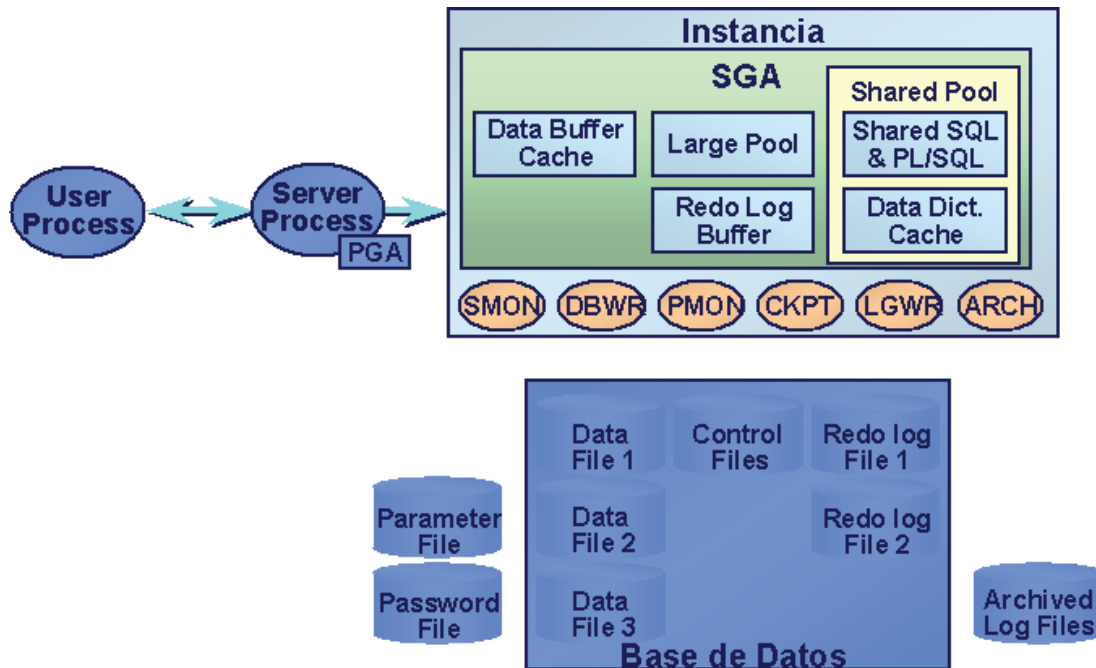 Instancia
SGA
Shared Pool
Data Buffer
Cache
Large Pool
Shared SQL
& PL/SQL
Redo Log
Buffer
Data Dict.
Cache
User
Process
Server
Process
PGA
SMON
DBWR
PMON
CKPT
LGWR
ARCH
Data
File 1
Control
Files
Redo log
File 1
Parameter
File
Data
File 2
Redo log
File 2
Password
File
Data
File 3
Archived
Log Files
Base de Datos